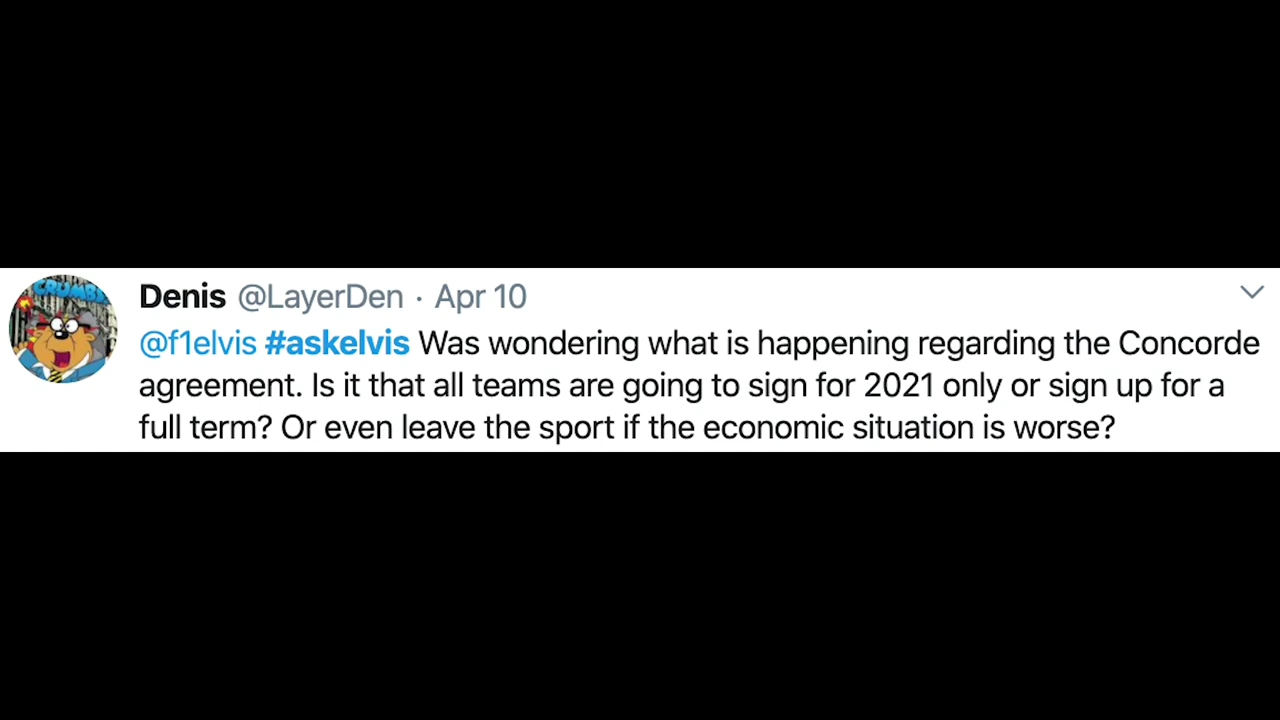 CRUMBS
Denis @LayerDen · Apr 10
@f1elvis #askelvis Was wondering what is happening regarding the Concorde
agreement. Is it that all teams are going to sign for 2021 only or sign up for a
full term? Or even leave the sport if the economic situation is worse?